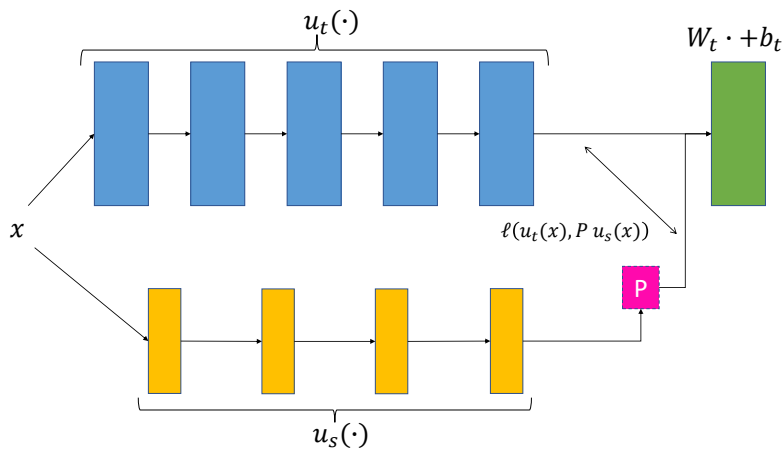 u_t(·)
W_t · +b_t
x
ℓ(u_t(x), P u_s(x))
P
u_s(·)